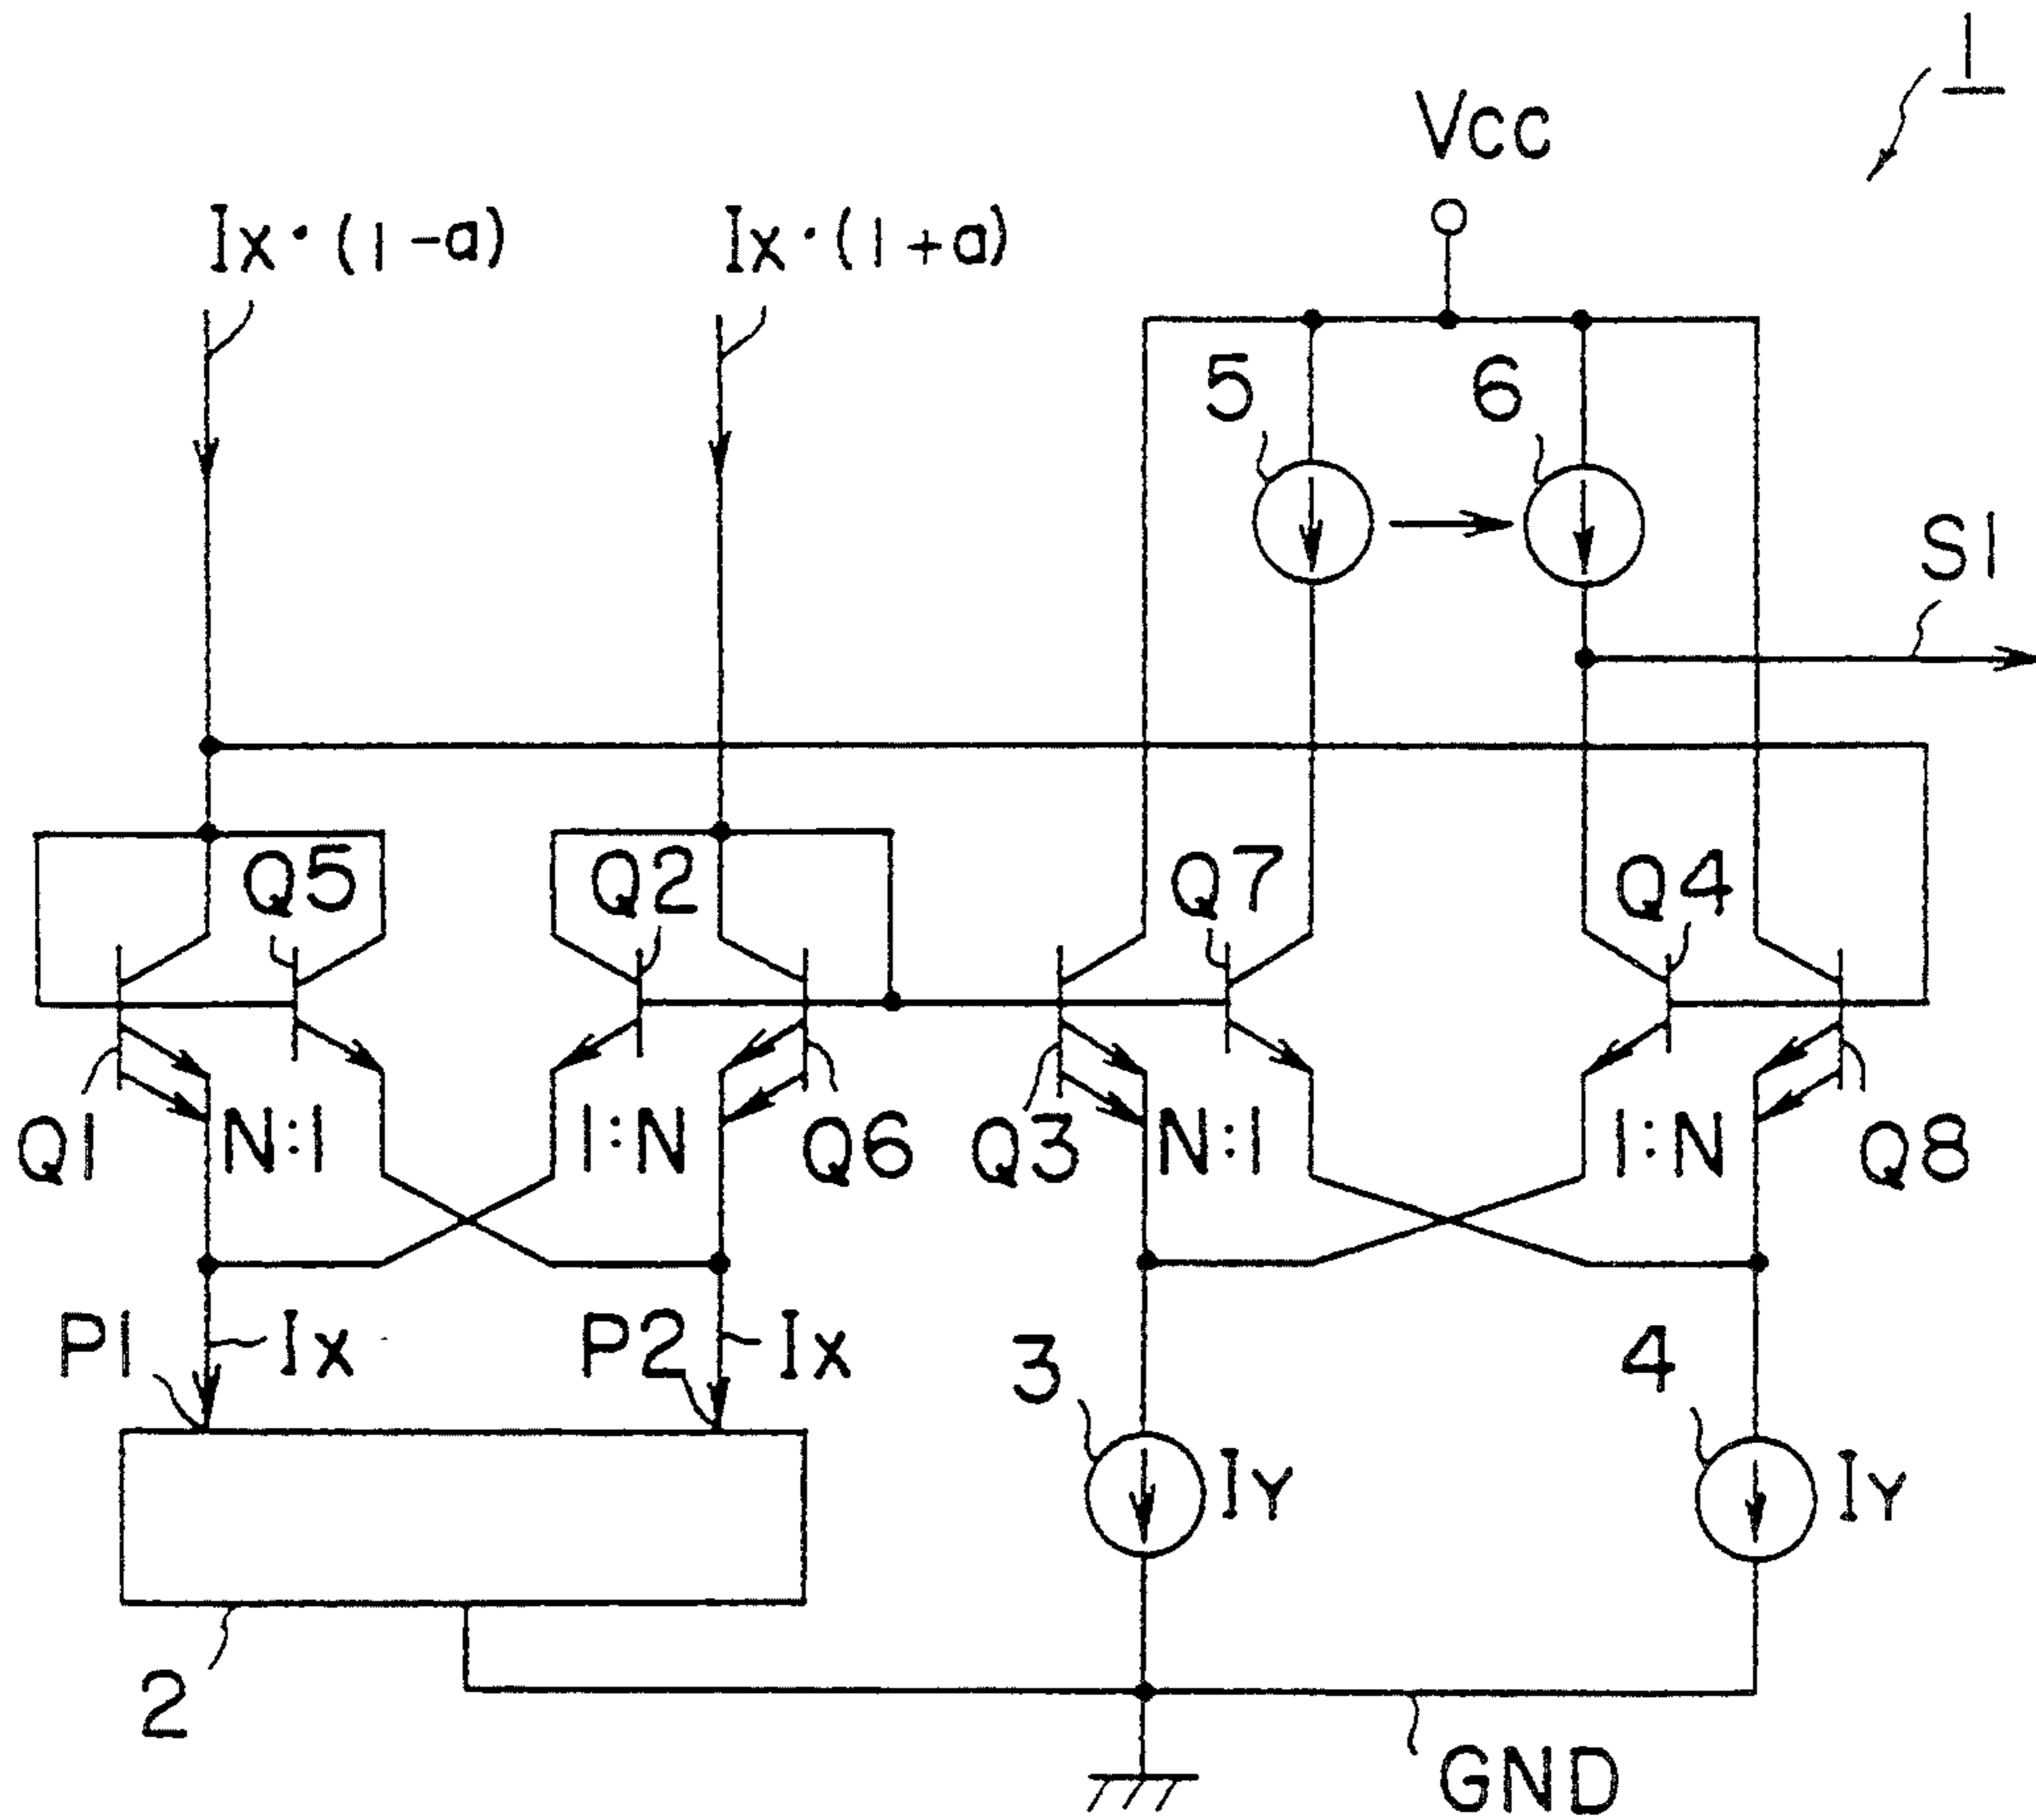 1
Vcc
Ix·(1-a)
Ix·(1+a)
5
6
S1
Q5
Q2
Q7
Q4
Q1
N:1
1:N
Q6
Q3
N:1
1:N
Q8
P1
Ix
P2
Ix
3
4
IY
IY
2
GND